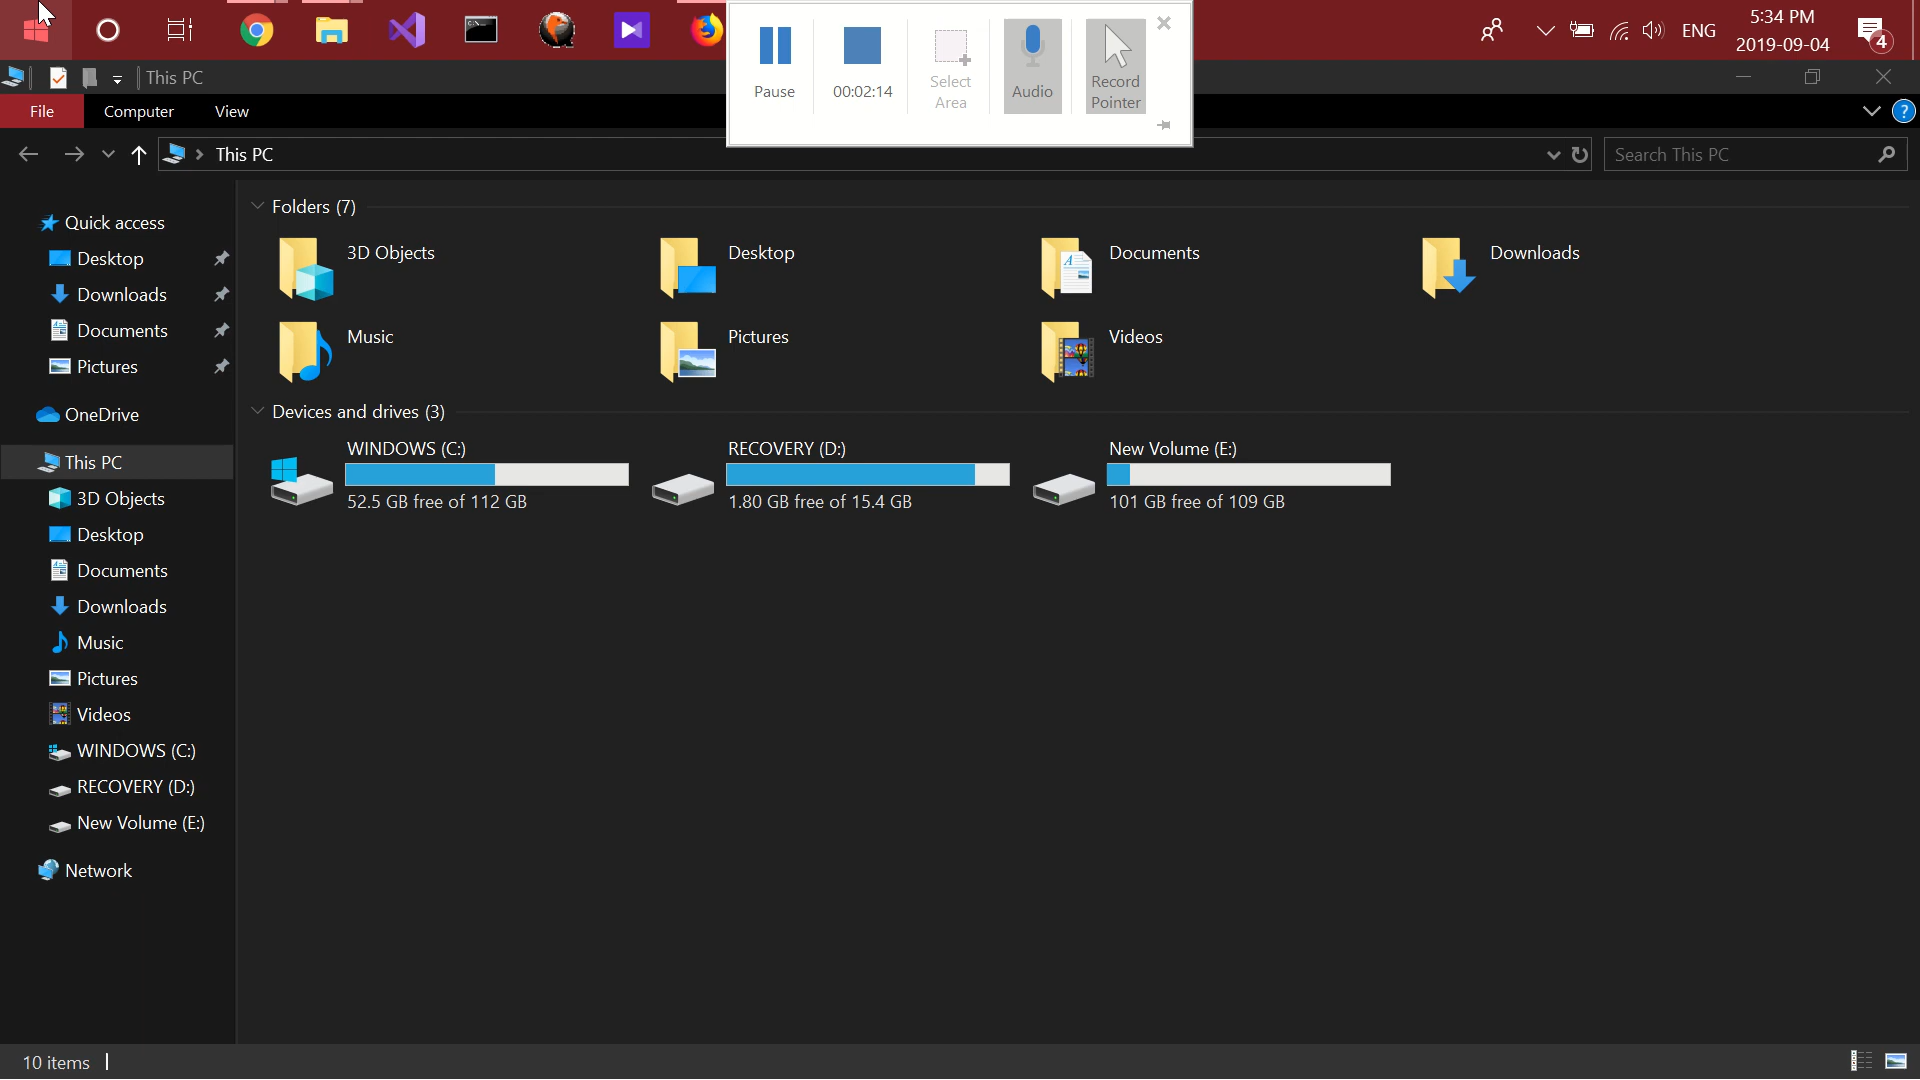 ENG
5:34 PM
2019-09-04
4
Pause
00:02:14
Select
Area
Audio
Record
Pointer
This PC
File
Computer
View
?
This PC
Search This PC
Quick access
Desktop
Downloads
Documents
Pictures
OneDrive
This PC
3D Objects
Desktop
Documents
Downloads
Music
Pictures
Videos
WINDOWS (C:)
RECOVERY (D:)
New Volume (E:)
Network
Folders (7)
3D Objects
Desktop
Documents
Downloads
Music
Pictures
Videos
Devices and drives (3)
WINDOWS (C:)
52.5 GB free of 112 GB
RECOVERY (D:)
1.80 GB free of 15.4 GB
New Volume (E:)
101 GB free of 109 GB
10 items